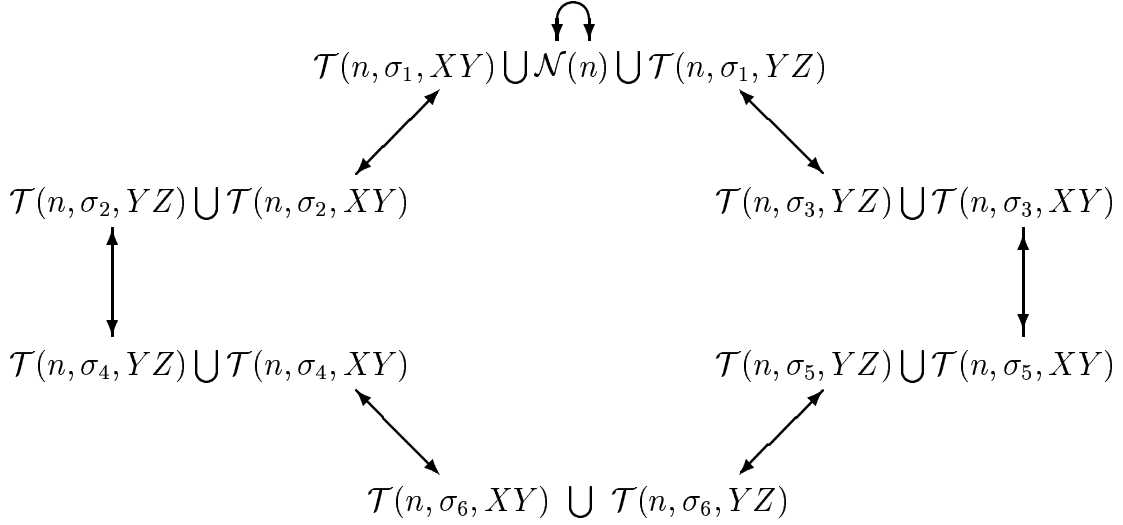 𝒯(n, σ₁, XY) ⋃ 𝒩(n) ⋃ 𝒯(n, σ₁, YZ)
𝒯(n, σ₂, YZ) ⋃ 𝒯(n, σ₂, XY)
𝒯(n, σ₃, YZ) ⋃ 𝒯(n, σ₃, XY)
𝒯(n, σ₄, YZ) ⋃ 𝒯(n, σ₄, XY)
𝒯(n, σ₅, YZ) ⋃ 𝒯(n, σ₅, XY)
𝒯(n, σ₆, XY) ⋃ 𝒯(n, σ₆, YZ)